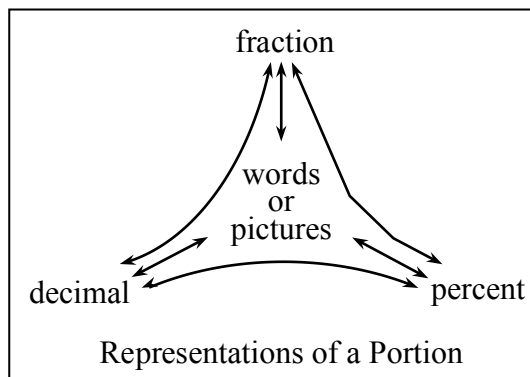 fraction
words
or
pictures
decimal
percent
Representations of a Portion